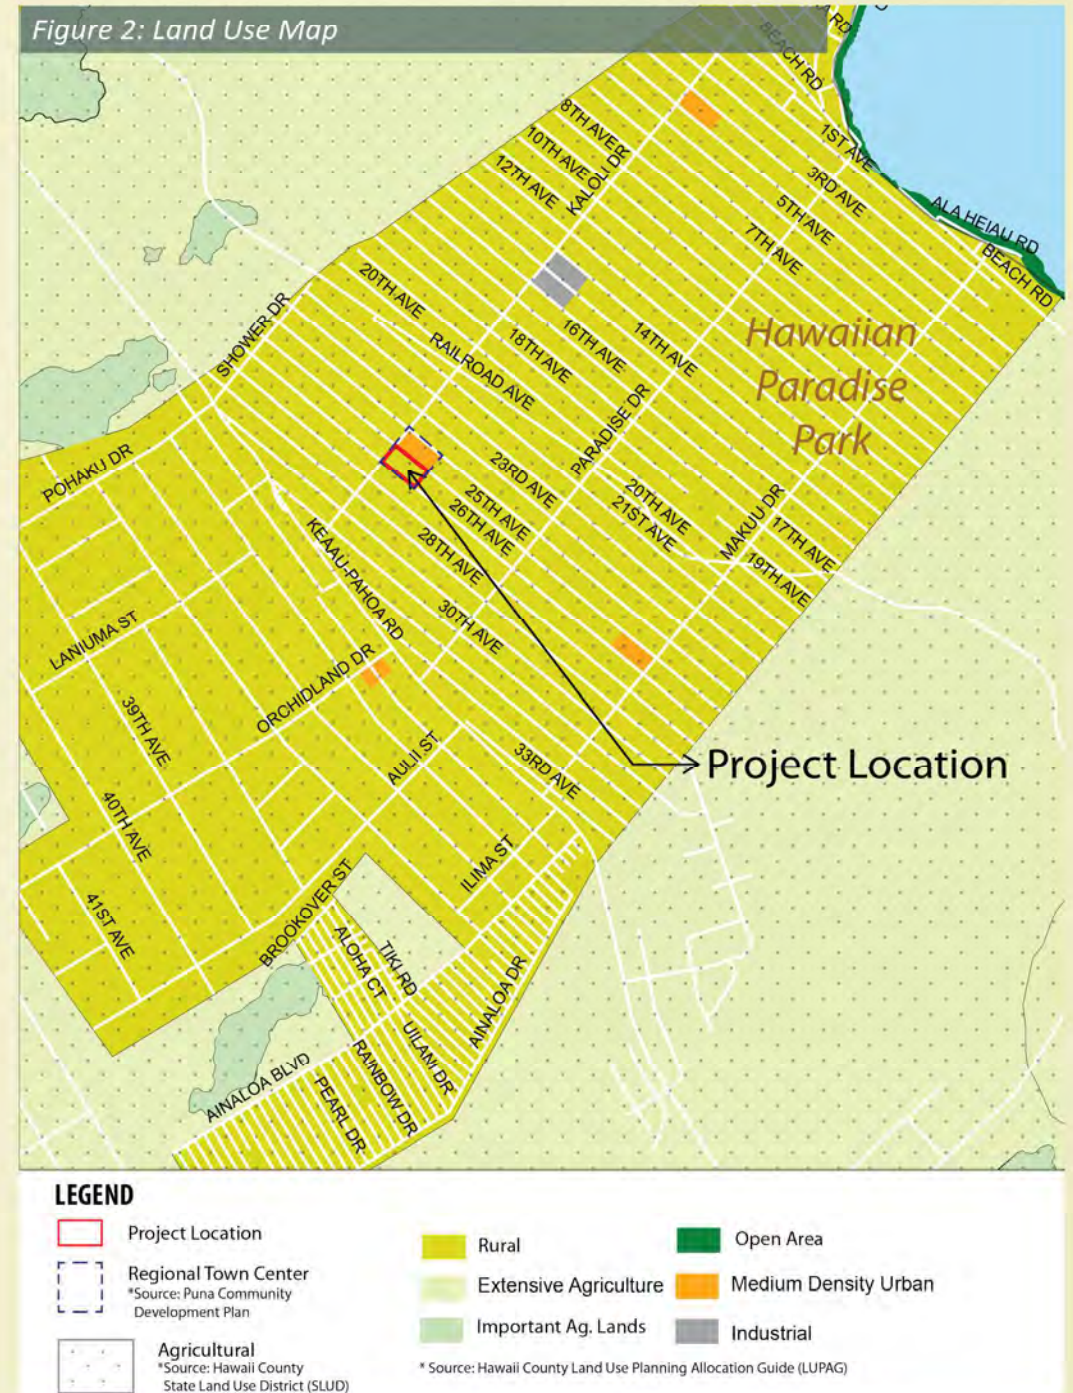 Figure 2: Land Use Map
BEACH RD
8TH AVE
10TH AVE
12TH AVE
KALOLI DR
1ST AVE
3RD AVE
5TH AVE
7TH AVE
ALA HEIAU RD
BEACH RD
20TH AVE
SHOWER DR
RAILROAD AVE
18TH AVE
16TH AVE
14TH AVE
Hawaiian
Paradise
Park
PARADISE DR
POHAKU DR
23RD AVE
25TH AVE
26TH AVE
28TH AVE
20TH AVE
21ST AVE
MAKUU DR
17TH AVE
19TH AVE
KEAAU-PAHOA RD
30TH AVE
LANIUMA ST
ORCHIDLAND DR
39TH AVE
AULII ST
33RD AVE
Project Location
40TH AVE
ILIMA ST
41ST AVE
BROOKOVER ST
ALOHA CT
TIKI RD
AINALOA DR
UILANI DR
AINALOA BLVD
RAINBOW DR
PEARL DR
LEGEND
Project Location
Regional Town Center
*Source: Puna Community
Development Plan
Agricultural
*Source: Hawaii County
State Land Use District (SLUD)
Rural
Extensive Agriculture
Important Ag. Lands
Open Area
Medium Density Urban
Industrial
* Source: Hawaii County Land Use Planning Allocation Guide (LUPAG)